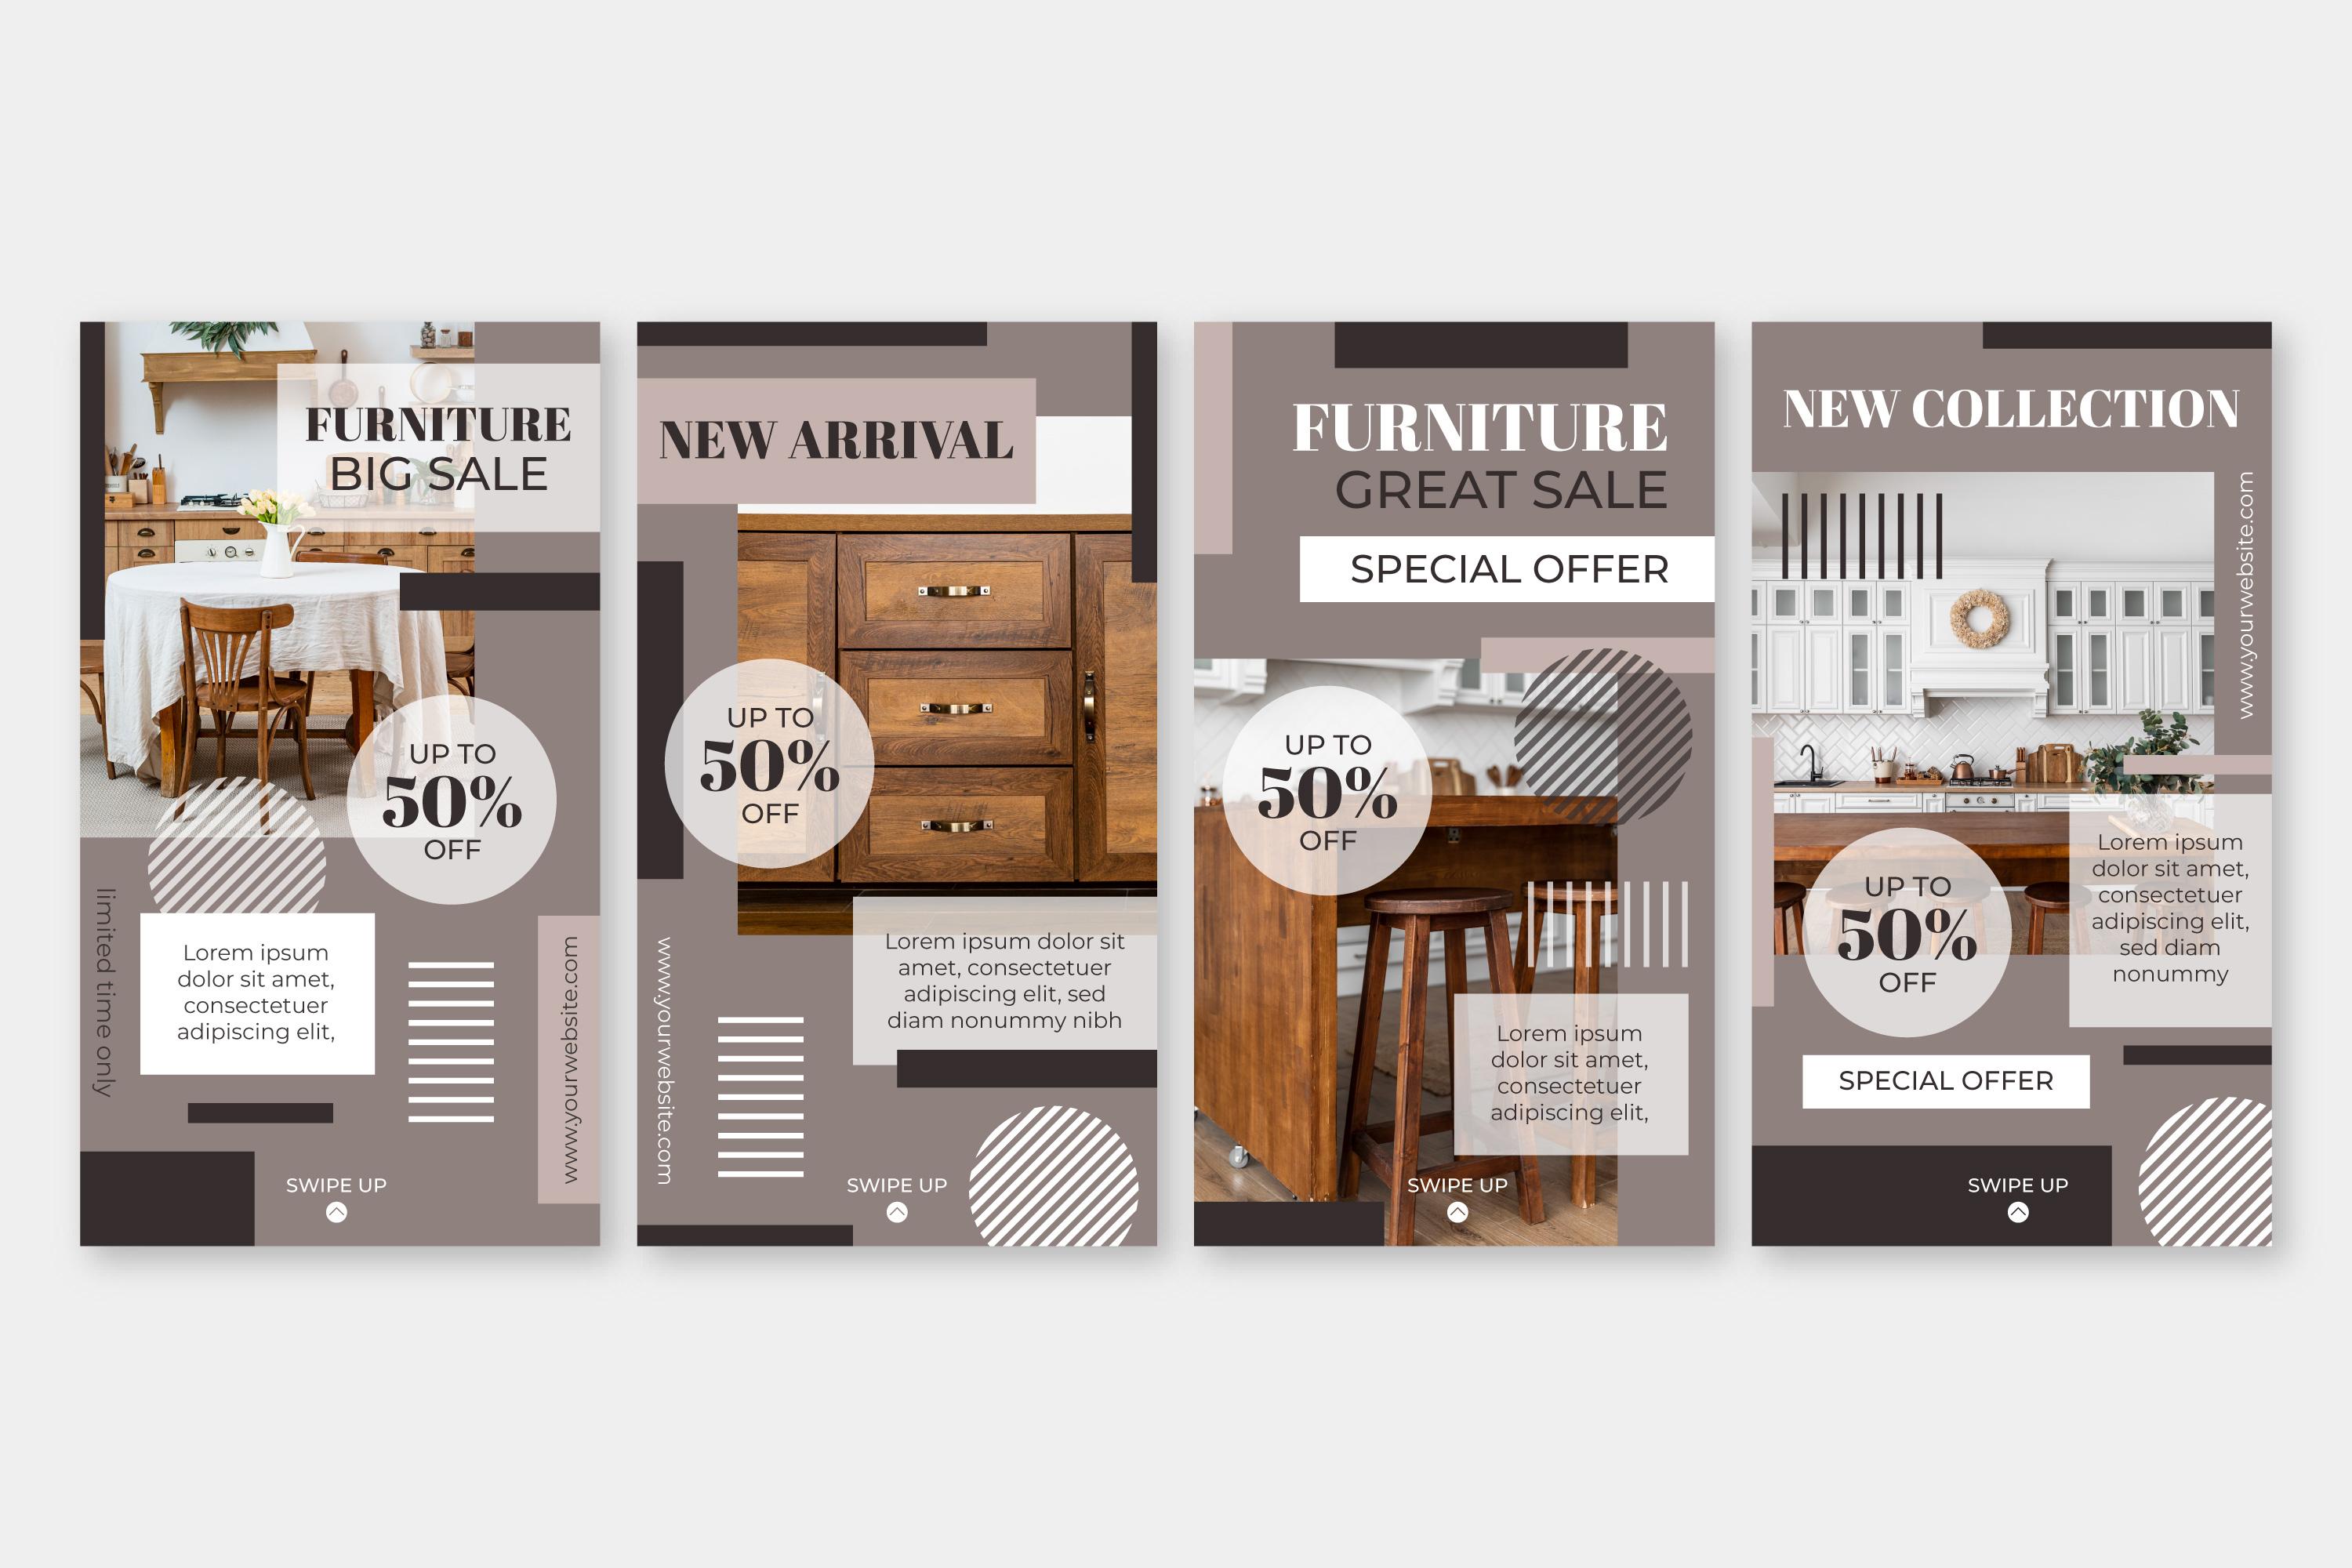 FURNITURE
BIG SALE
UP TO
50%
OFF
limited time only
Lorem ipsum
dolor sit amet,
consectetuer
adipiscing elit,
www.yourwebsite.com
SWIPE UP
NEW ARRIVAL
UP TO
50%
OFF
Lorem ipsum dolor sit
amet, consectetuer
adipiscing elit, sed
diam nonummy nibh
www.yourwebsite.com
SWIPE UP
FURNITURE
GREAT SALE
SPECIAL OFFER
UP TO
50%
OFF
Lorem ipsum
dolor sit amet,
consectetuer
adipiscing elit,
SWIPE UP
NEW COLLECTION
www.yourwebsite.com
Lorem ipsum
dolor sit amet,
consectetuer
adipiscing elit,
sed diam
nonummy
UP TO
50%
OFF
SPECIAL OFFER
SWIPE UP